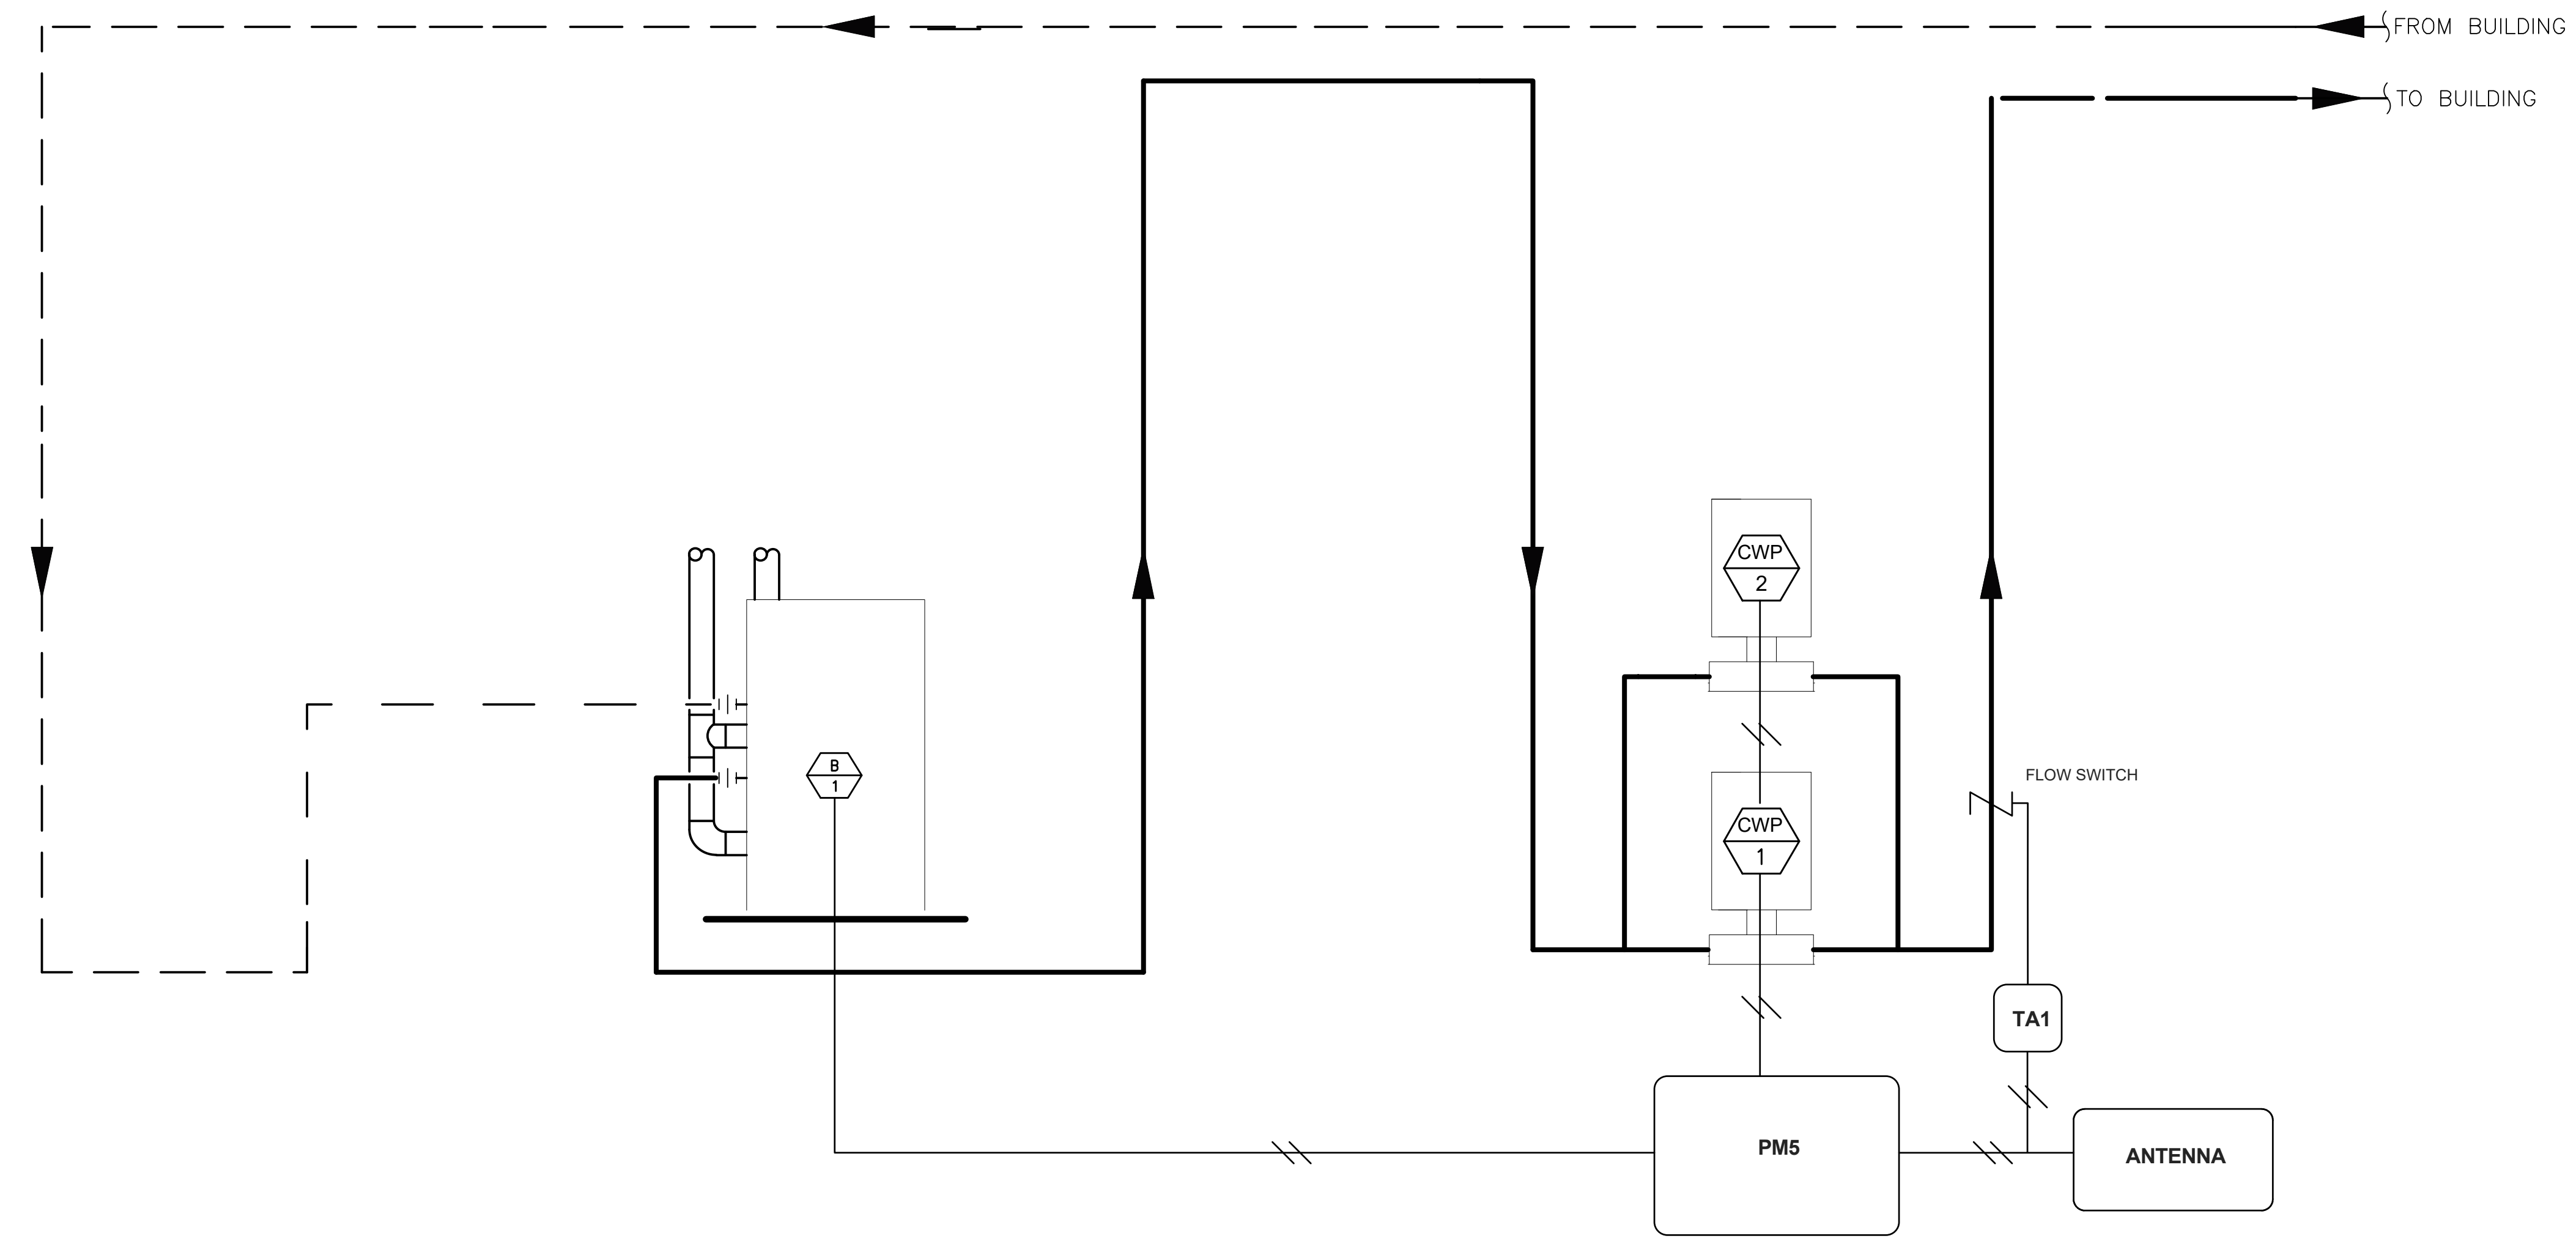 FROM BUILDING
TO BUILDING
CWP
2
B
1
FLOW SWITCH
CWP
1
TA1
PM5
ANTENNA